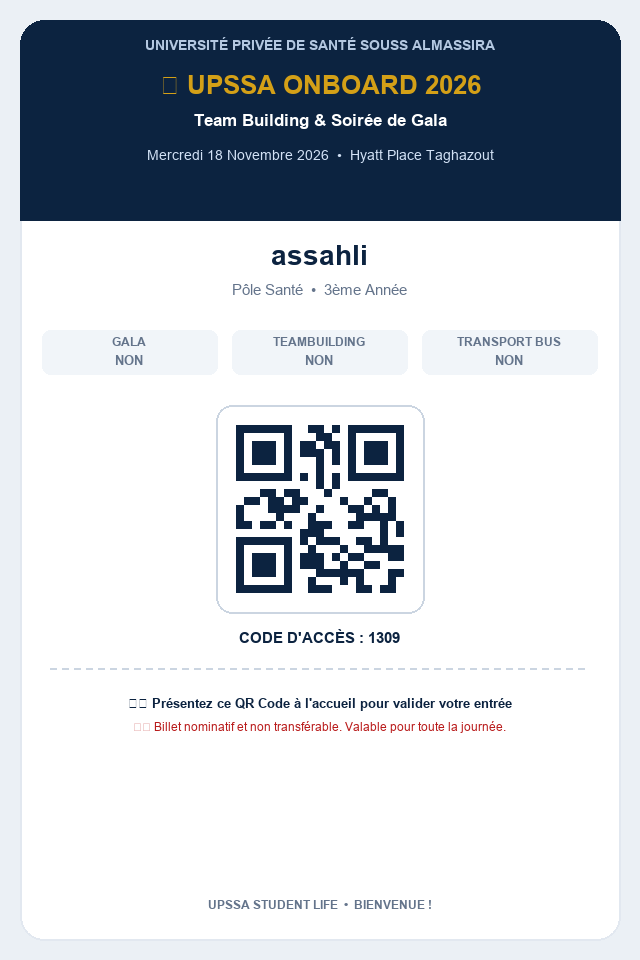 UNIVERSITÉ PRIVÉE DE SANTÉ SOUSS ALMASSIRA
UPSSA ONBOARD 2026
Team Building & Soirée de Gala
Mercredi 18 Novembre 2026 • Hyatt Place Taghazout
assahli
Pôle Santé • 3ème Année
GALA
NON
TEAMBUILDING
NON
TRANSPORT BUS
NON
CODE D'ACCÈS : 1309
Présentez ce QR Code à l'accueil pour valider votre entrée
Billet nominatif et non transférable. Valable pour toute la journée.
UPSSA STUDENT LIFE • BIENVENUE !